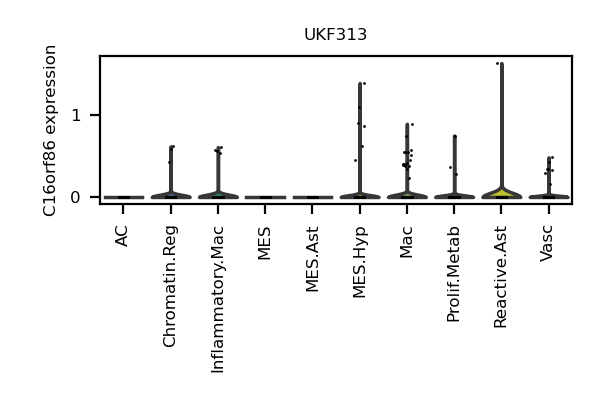 UKF313
C16orf86 expression
1
0
AC
Chromatin.Reg
Inflammatory.Mac
MES
MES.Ast
MES.Hyp
Mac
Prolif.Metab
Reactive.Ast
Vasc